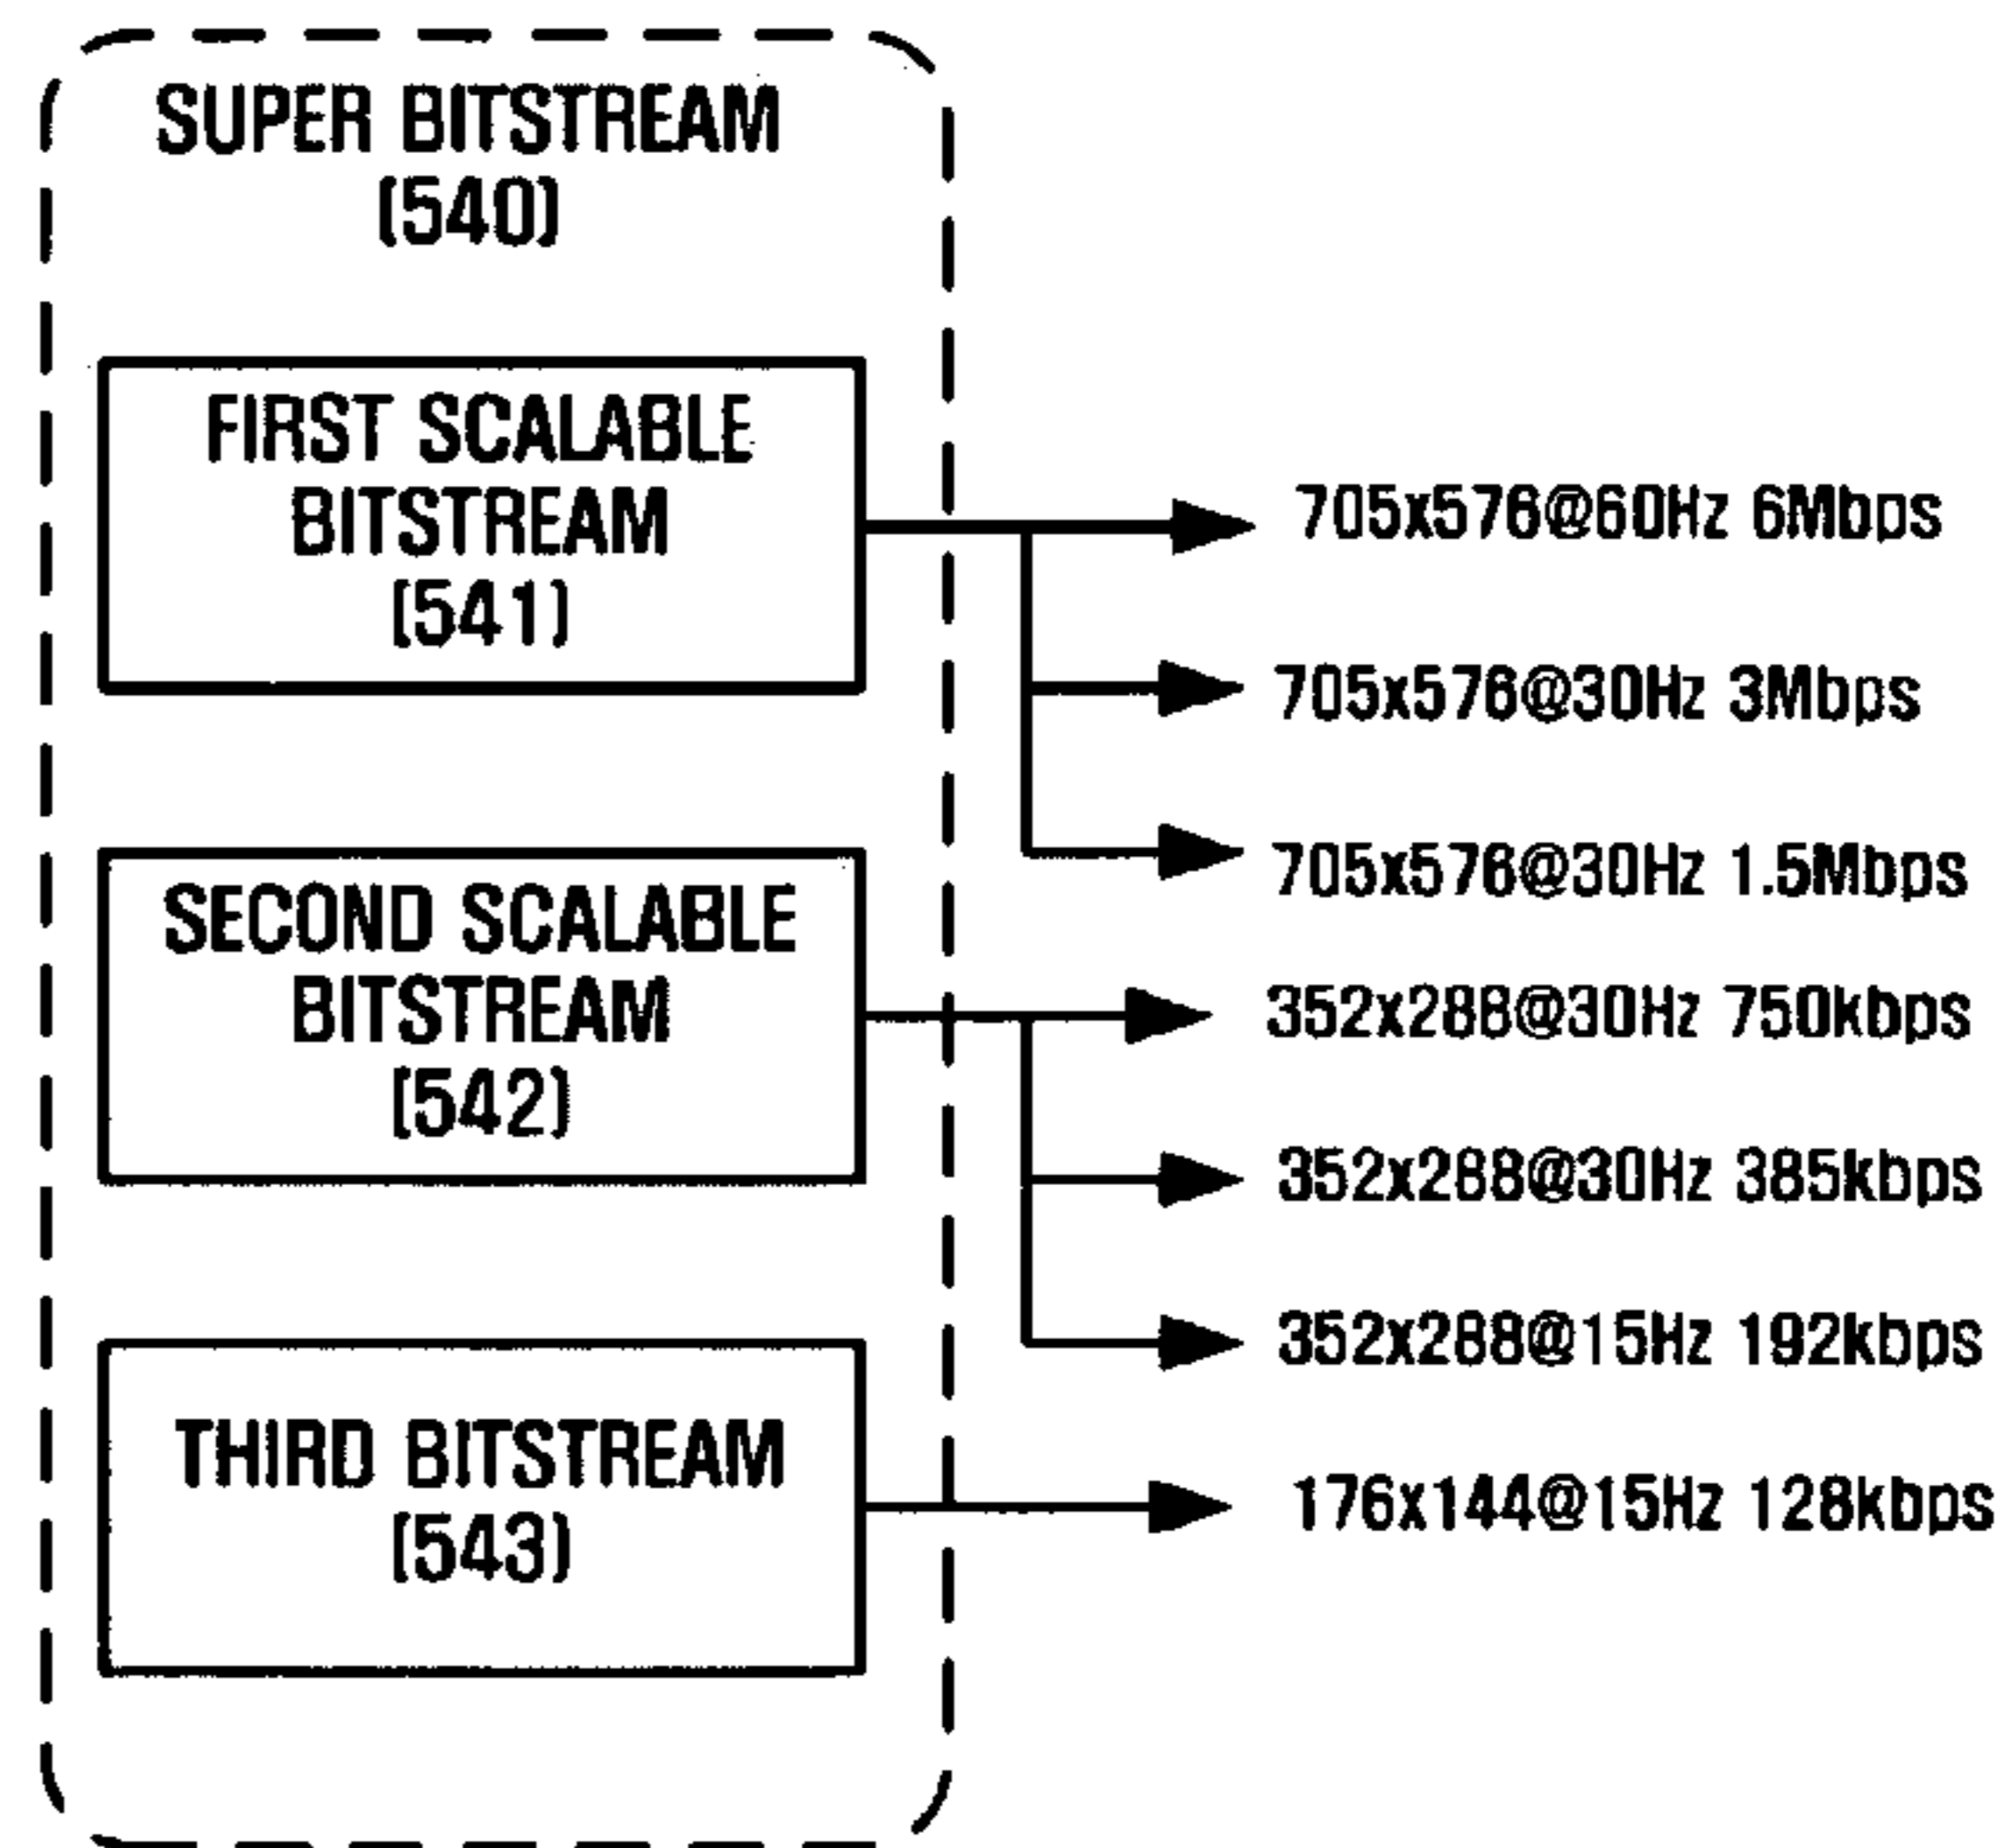 SUPER BITSTREAM
(540)
FIRST SCALABLE
BITSTREAM
(541)
705x576@60Hz 6Mbps
705x576@30Hz 3Mbps
705x576@30Hz 1.5Mbps
SECOND SCALABLE
BITSTREAM
(542)
352x288@30Hz 750kbps
352x288@30Hz 385kbps
352x288@15Hz 192kbps
THIRD BITSTREAM
(543)
176x144@15Hz 128kbps